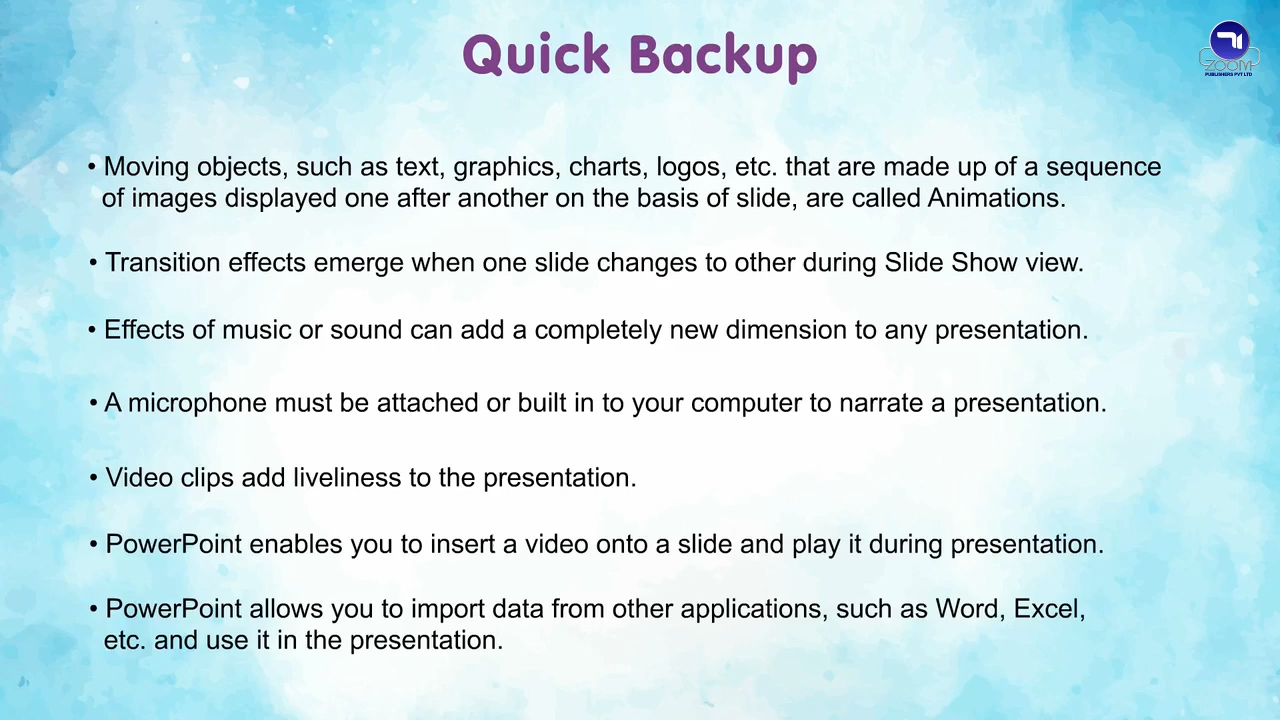 Quick Backup
ZOOM
PUBLISHERS PVT LTD
• Moving objects, such as text, graphics, charts, logos, etc. that are made up of a sequence
of images displayed one after another on the basis of slide, are called Animations.
• Transition effects emerge when one slide changes to other during Slide Show view.
• Effects of music or sound can add a completely new dimension to any presentation.
• A microphone must be attached or built in to your computer to narrate a presentation.
• Video clips add liveliness to the presentation.
• PowerPoint enables you to insert a video onto a slide and play it during presentation.
• PowerPoint allows you to import data from other applications, such as Word, Excel,
etc. and use it in the presentation.